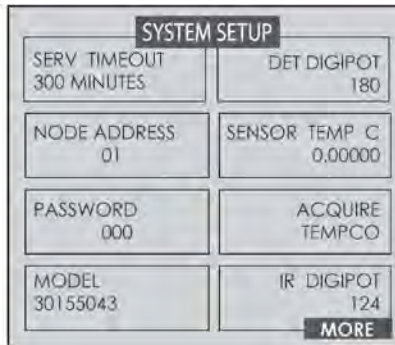 SYSTEM SETUP
SERV TIMEOUT
300 MINUTES
DET DIGIPOT
180
NODE ADDRESS
01
SENSOR TEMP C
0.00000
PASSWORD
000
ACQUIRE
TEMPCO
MODEL
30155043
IR DIGIPOT
124
MORE